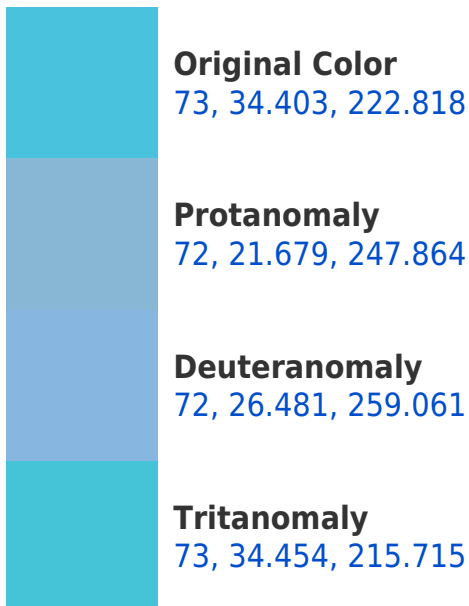 Original Color
73, 34.403, 222.818
Protanomaly
72, 21.679, 247.864
Deuteranomaly
72, 26.481, 259.061
Tritanomaly
73, 34.454, 215.715